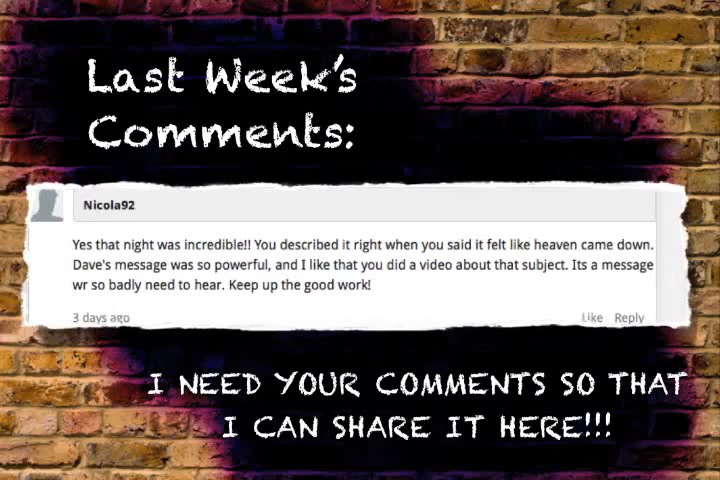 Last Week's
Comments:
Nicola92
Yes that night was incredible!! You described it right when you said it felt like heaven came down.
Dave's message was so powerful, and I like that you did a video about that subject. Its a message
wr so badly need to hear. Keep up the good work!
3 days ago Like Reply
I NEED YOUR COMMENTS SO THAT
I CAN SHARE IT HERE!!!